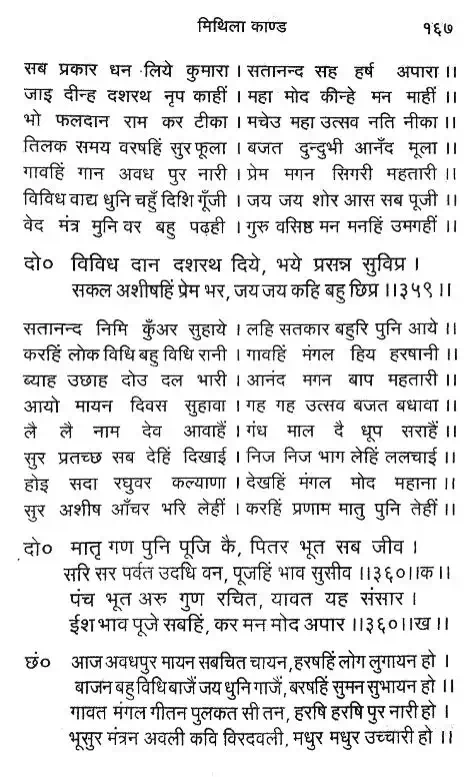 मिथिला काण्ड १६७
सब प्रकार धन लिये कुमारा । सतानन्द सह हर्ष अपारा ।।
जाइ दीन्ह दशरथ नृप काहीं । महा मोद कीन्हे मन माहीं ।।
भो फलदान राम कर टीका । मचेउ महा उत्सव नति नीका ।।
तिलक समय वरषहिं सुर फूला । बजत दुन्दुभी आनँद मूला ।।
गावहिं गान अवध पुर नारी । प्रेम मगन सिगरी महतारी ।।
विविध वाद्य धुनि चहुँ दिशि गूँजी । जय जय शोर आस सब पूजी ।।
वेद मंत्र मुनि वर बहु पढ़ही । गुरु वसिष्ठ मन मनहिं उमगहीं ।।
दो० विविध दान दशरथ दिये, भये प्रसन्न सुविप्र ।
सकल अशीषहिं प्रेम भर, जय जय कहि बहु छिप्र ।।३५९।।
सतानन्द निमि कुँअर सुहाये । लहि सतकार बहुरि पुनि आये ।।
करहिं लोक विधि बहु विधि रानी । गावहिं मंगल हिय हरषानी ।।
ब्याह उछाह दोउ दल भारी । आनंद मगन बाप महतारी ।।
आयो मायन दिवस सुहावा । गह गह उत्सव बजत बधावा ।।
लै लै नाम देव आवाहैं । गंध माल दै धूप सराहैं ।।
सुर प्रतच्छ सब देहिं दिखाई । निज निज भाग लेहिं ललचाई ।।
होइ सदा रघुवर कल्याणा । देखहिं मंगल मोद महाना ।।
सुर अशीष आँचर भरि लेहीं । करहिं प्रणाम मातु पुनि तेहीं ।।
दो० मातृ गण पुनि पूजि कै, पितर भूत सब जीव ।
सरि सर पर्वत उदधि वन, पूजहिं भाव सुसीव ।।३६०।।क।।
पंच भूत अरु गुण रचित, यावत यह संसार ।
ईश भाव पूजे सबहिं, कर मन मोद अपार ।।३६०।।ख।।
छं० आज अवधपुर मायन सबचित चायन, हरषहिं लोग लुगायन हो ।
बाजन बहु विधि बाजैं जय धुनि गाजैं, बरषहिं सुमन सुभायन हो ।।
गावत मंगल गीतन पुलकत सी तन, हरषि हरषि पुर नारी हो ।
भूसुर मंत्रन अवली कवि विरदवली, मधुर मधुर उच्चारी हो ।।